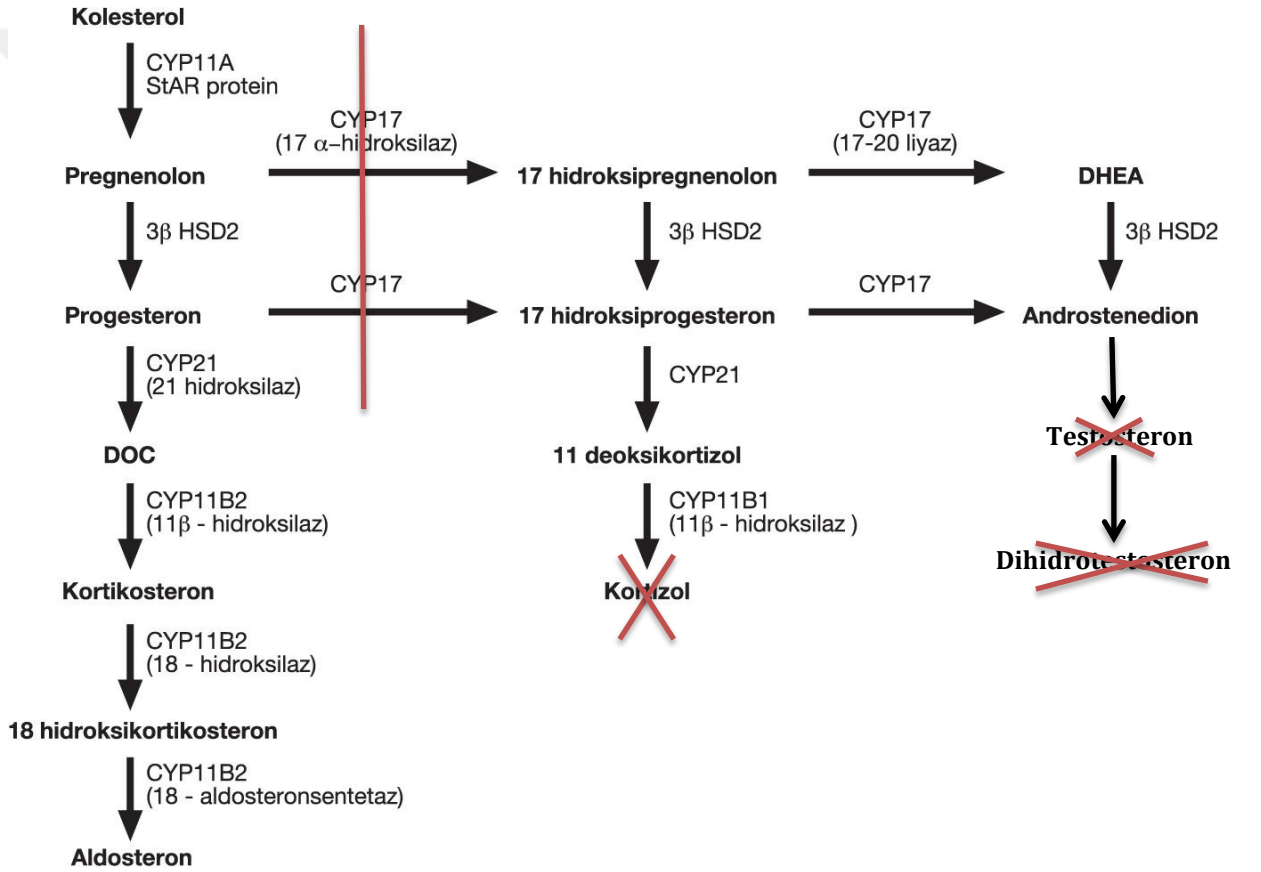 Kolesterol
CYP11A
StAR protein
CYP17
(17 α–hidroksilaz)
CYP17
(17-20 liyaz)
Pregnenolon
17 hidroksipregnenolon
DHEA
3β HSD2
3β HSD2
3β HSD2
CYP17
CYP17
Progesteron
17 hidroksiprogesteron
Androstenedion
CYP21
(21 hidroksilaz)
CYP21
Testosteron
DOC
11 deoksikortizol
CYP11B2
(11β - hidroksilaz)
CYP11B1
(11β - hidroksilaz )
Dihidrotestosteron
Kortikosteron
Kortizol
CYP11B2
(18 - hidroksilaz)
18 hidroksikortikosteron
CYP11B2
(18 - aldosteronsentetaz)
Aldosteron